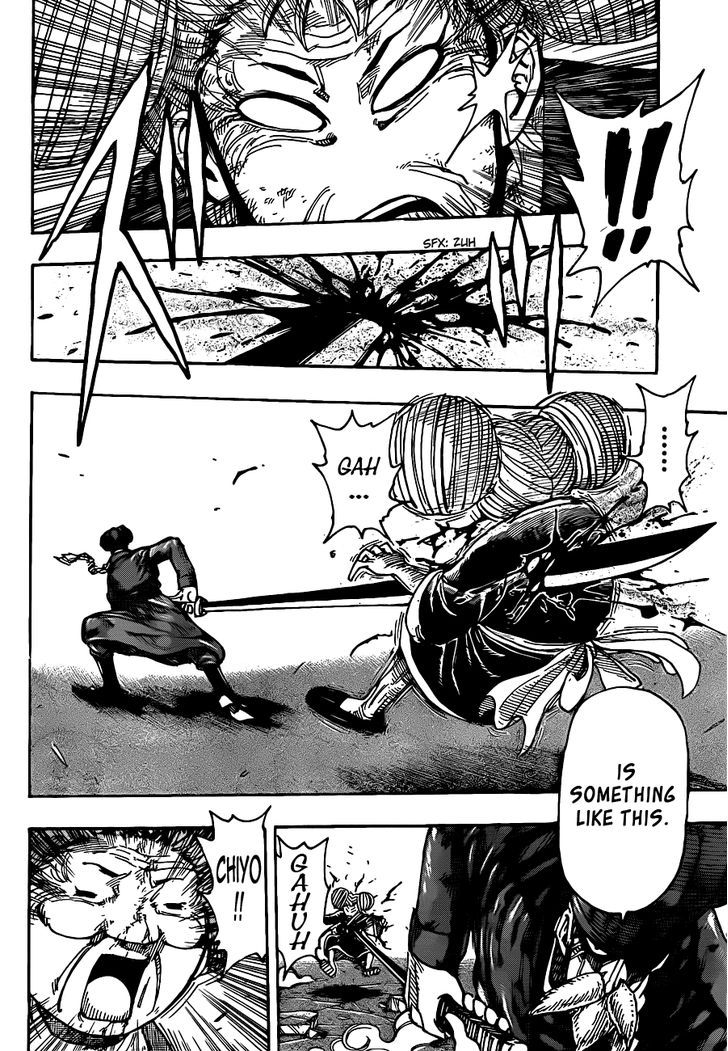 !!
SFX: ZUH
......
GAH
...
IS
SOMETHING
LIKE THIS.
GAHUH
CHIYO
!!